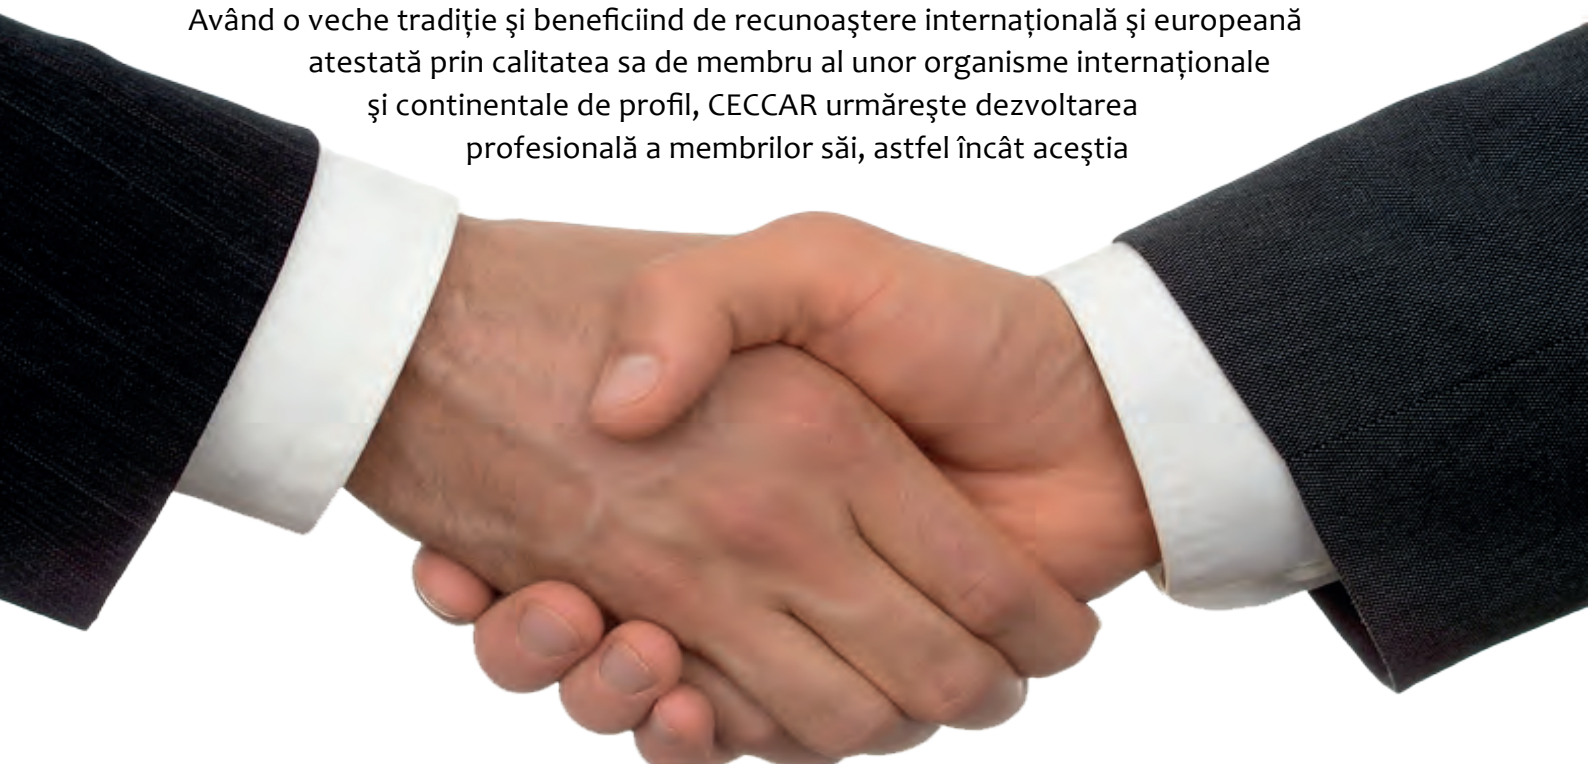 Având o veche tradiție şi beneficiind de recunoaştere internațională şi europeană
atestată prin calitatea sa de membru al unor organisme internaționale
şi continentale de profil, CECCAR urmăreşte dezvoltarea
profesională a membrilor săi, astfel încât aceştia